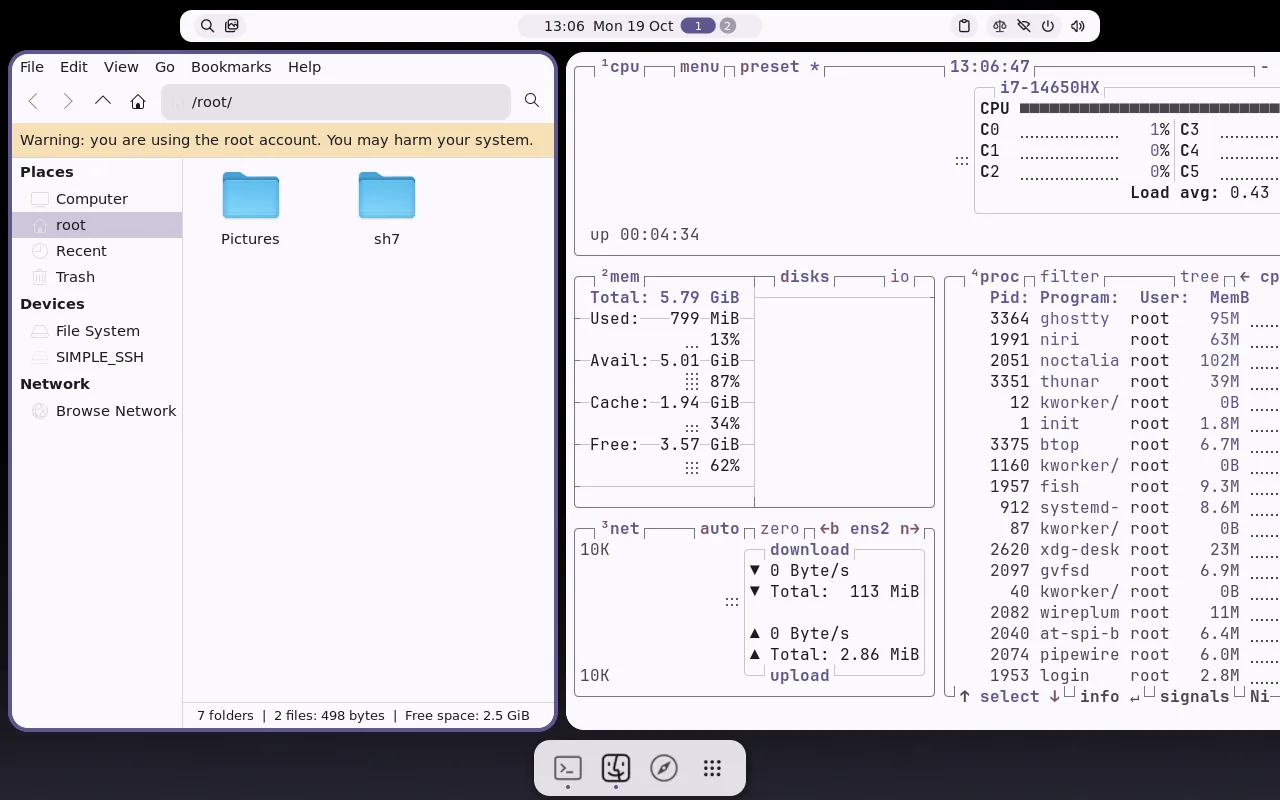 13:06 Mon 19 Oct 1 2
File Edit View Go Bookmarks Help
/root/
Warning: you are using the root account. You may harm your system.
Places
Computer
root
Recent
Trash
Devices
File System
SIMPLE_SSH
Network
Browse Network
Pictures
sh7
7 folders | 2 files: 498 bytes | Free space: 2.5 GiB
¹cpu menu preset * 13:06:47 -
i7-14650HX
CPU
C0 1% C3
C1 0% C4
C2 0% C5
Load avg: 0.43
up 00:04:34
²mem disks io
Total: 5.79 GiB
Used: 799 MiB
13%
Avail: 5.01 GiB
87%
Cache: 1.94 GiB
34%
Free: 3.57 GiB
62%
³net auto zero ←b ens2 n→
10K
download
▼ 0 Byte/s
▼ Total: 113 MiB
▲ 0 Byte/s
▲ Total: 2.86 MiB
10K
upload
⁴proc filter tree ← cp
Pid: Program: User: MemB
3364 ghostty root 95M
1991 niri root 63M
2051 noctalia root 102M
3351 thunar root 39M
12 kworker/ root 0B
1 init root 1.8M
3375 btop root 6.7M
1160 kworker/ root 0B
1957 fish root 9.3M
912 systemd- root 8.6M
87 kworker/ root 0B
2620 xdg-desk root 23M
2097 gvfsd root 6.9M
40 kworker/ root 0B
2082 wireplum root 11M
2040 at-spi-b root 6.4M
2074 pipewire root 6.0M
1953 login root 2.8M
↑ select ↓ info ↵ signals Ni